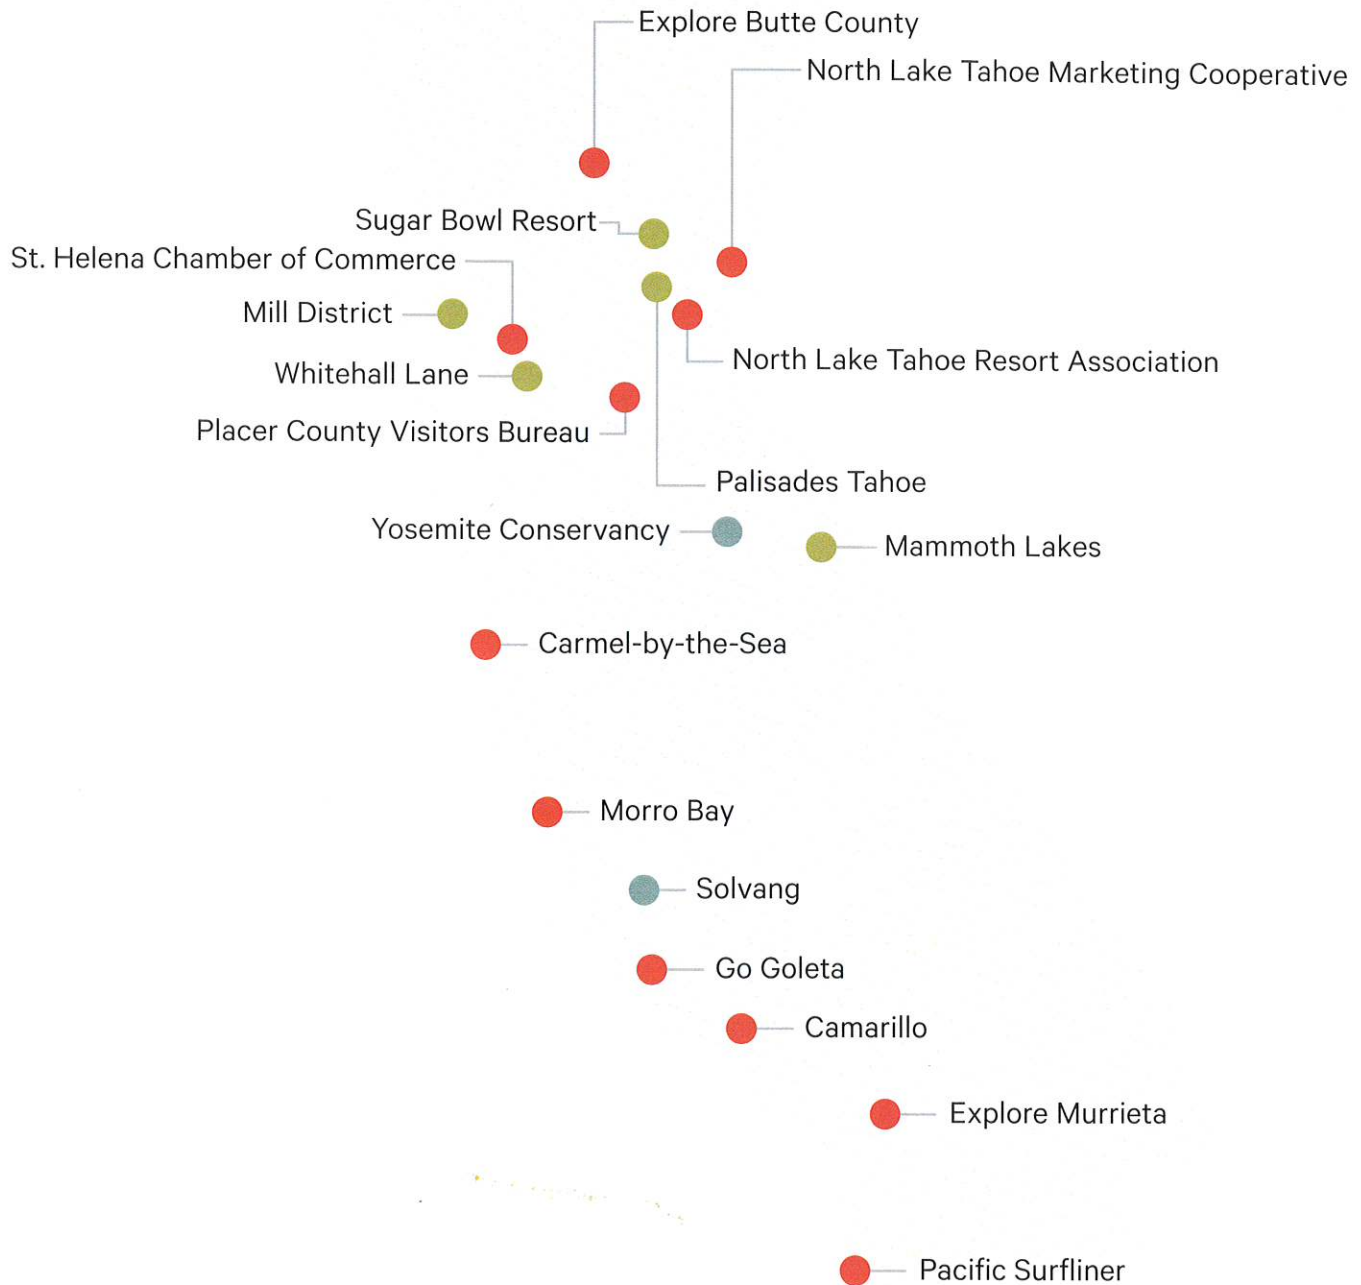 Explore Butte County
North Lake Tahoe Marketing Cooperative
Sugar Bowl Resort
St. Helena Chamber of Commerce
Mill District
North Lake Tahoe Resort Association
Whitehall Lane
Placer County Visitors Bureau
Palisades Tahoe
Yosemite Conservancy
Mammoth Lakes
Carmel-by-the-Sea
Morro Bay
Solvang
Go Goleta
Camarillo
Explore Murrieta
Pacific Surfliner